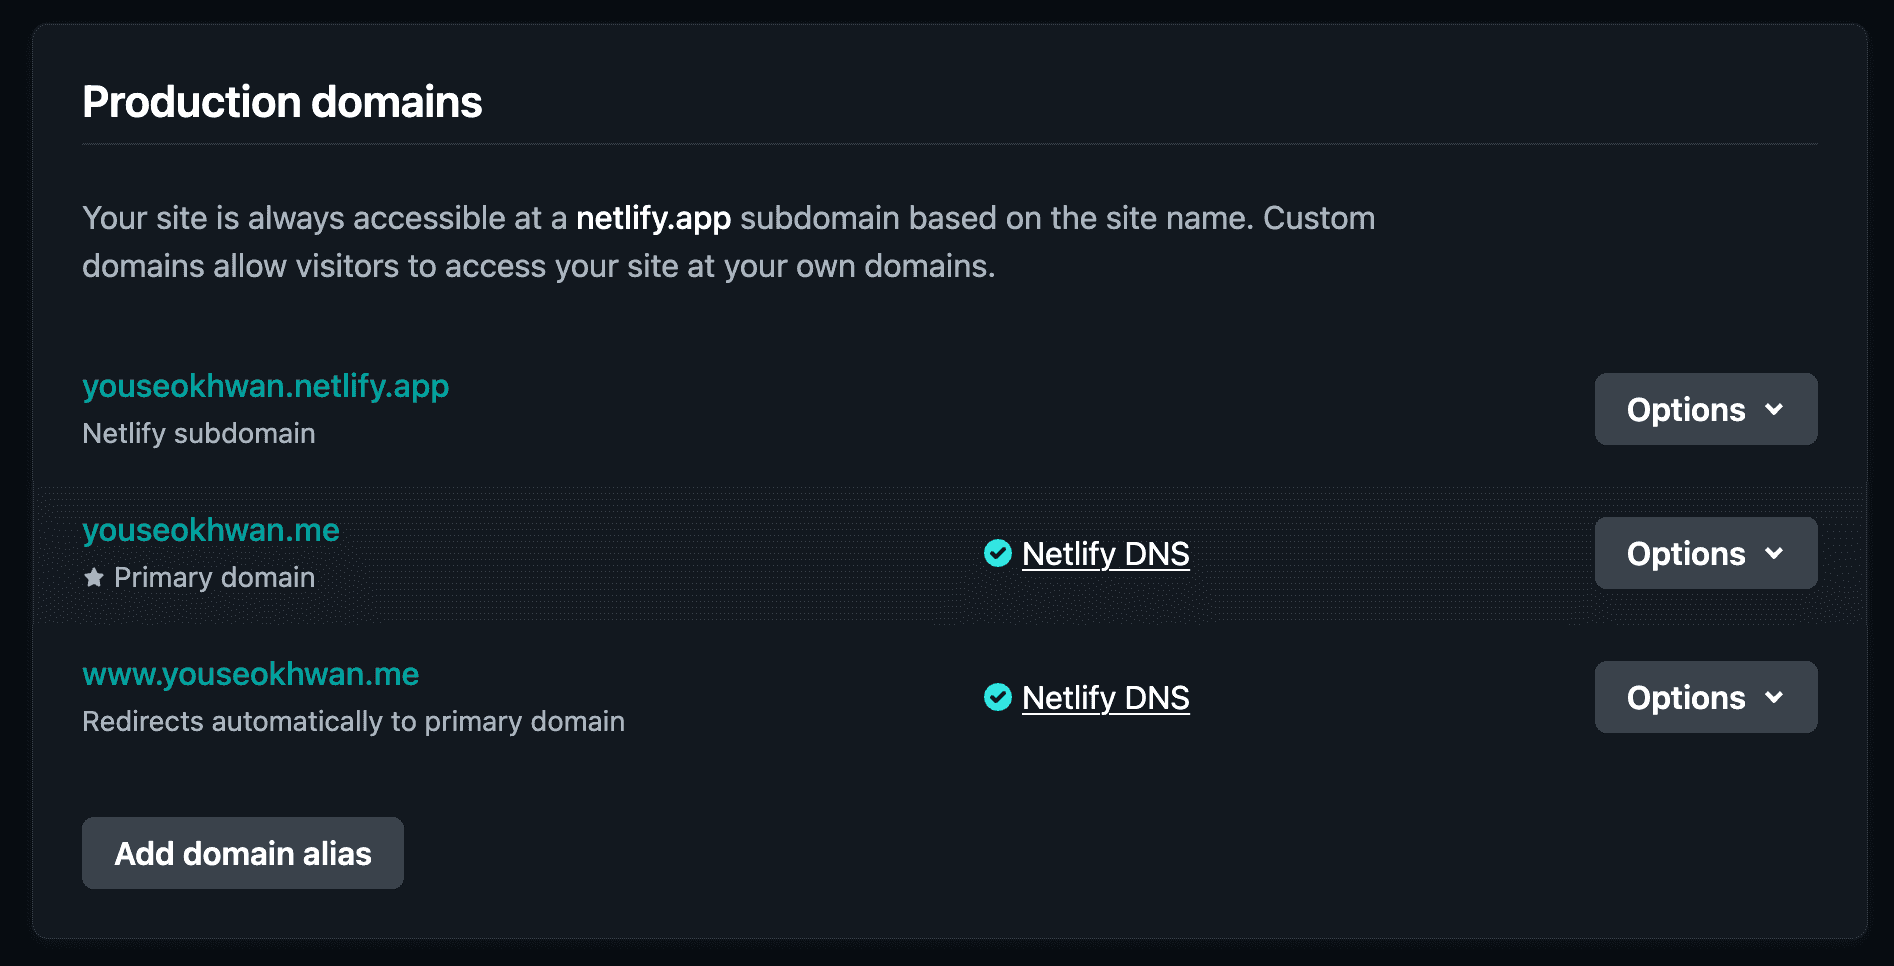 Production domains
Your site is always accessible at a netlify.app subdomain based on the site name. Custom
domains allow visitors to access your site at your own domains.
youseokhwan.netlify.app
Netlify subdomain
Options
youseokhwan.me
Primary domain
Netlify DNS
Options
www.youseokhwan.me
Redirects automatically to primary domain
Netlify DNS
Options
Add domain alias